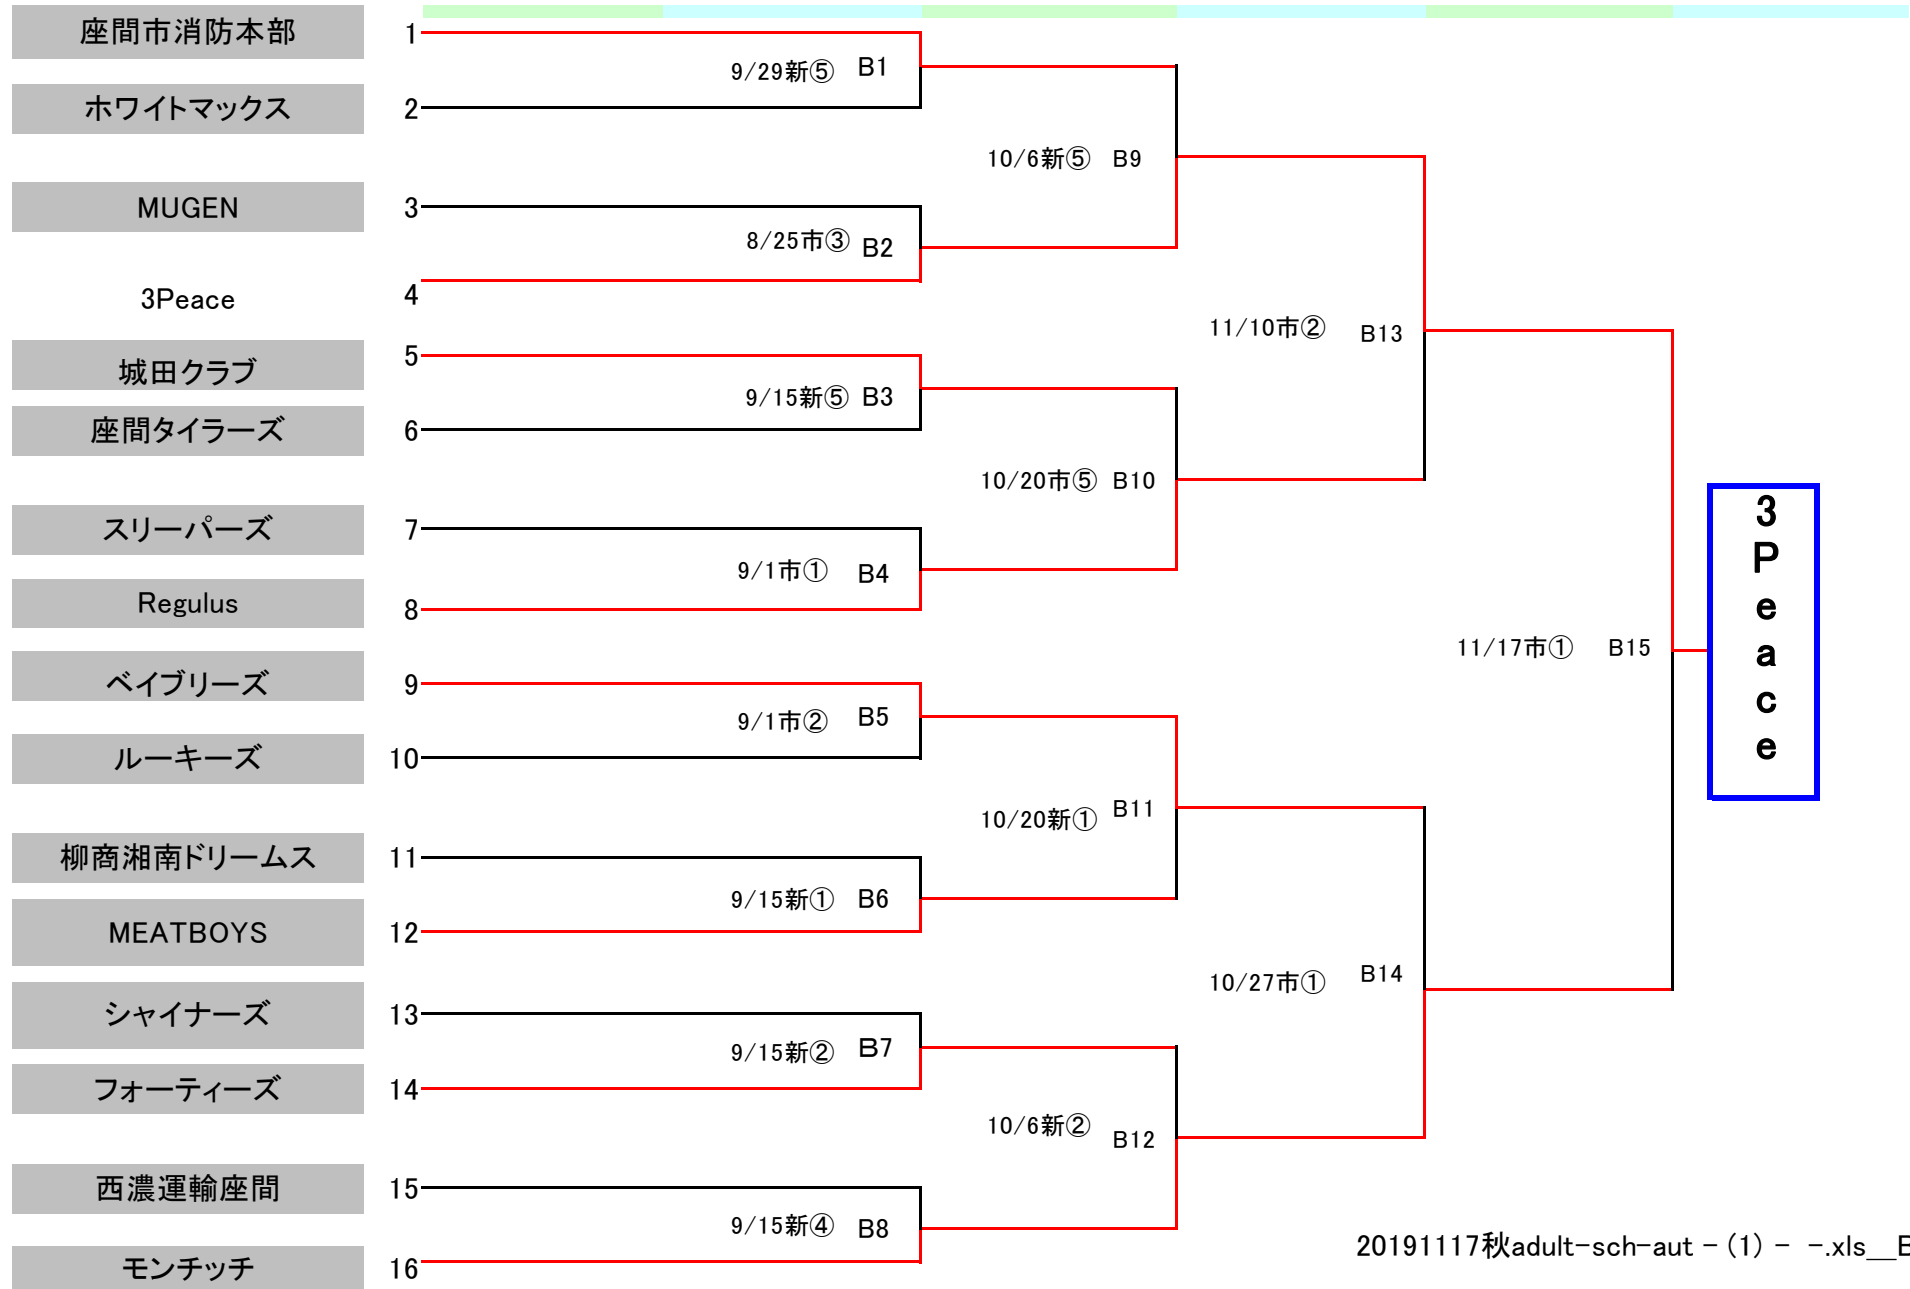 座間市消防本部 1
9/29新⑤ B1
ホワイトマックス 2
10/6新⑤ B9
MUGEN 3
8/25市③ B2
3Peace 4
11/10市② B13
城田クラブ 5
9/15新⑤ B3
座間タイラーズ 6
10/20市⑤ B10
スリーパーズ 7
9/1市① B4
Regulus 8
11/17市① B15
3Peace
ベイブリーズ 9
9/1市② B5
ルーキーズ 10
10/20新① B11
柳商湘南ドリームス 11
9/15新① B6
MEATBOYS 12
10/27市① B14
シャイナーズ 13
9/15新② B7
フォーティーズ 14
10/6新② B12
西濃運輸座間 15
9/15新④ B8
モンチッチ 16
20191117秋adult-sch-aut - (1) - -.xls__B